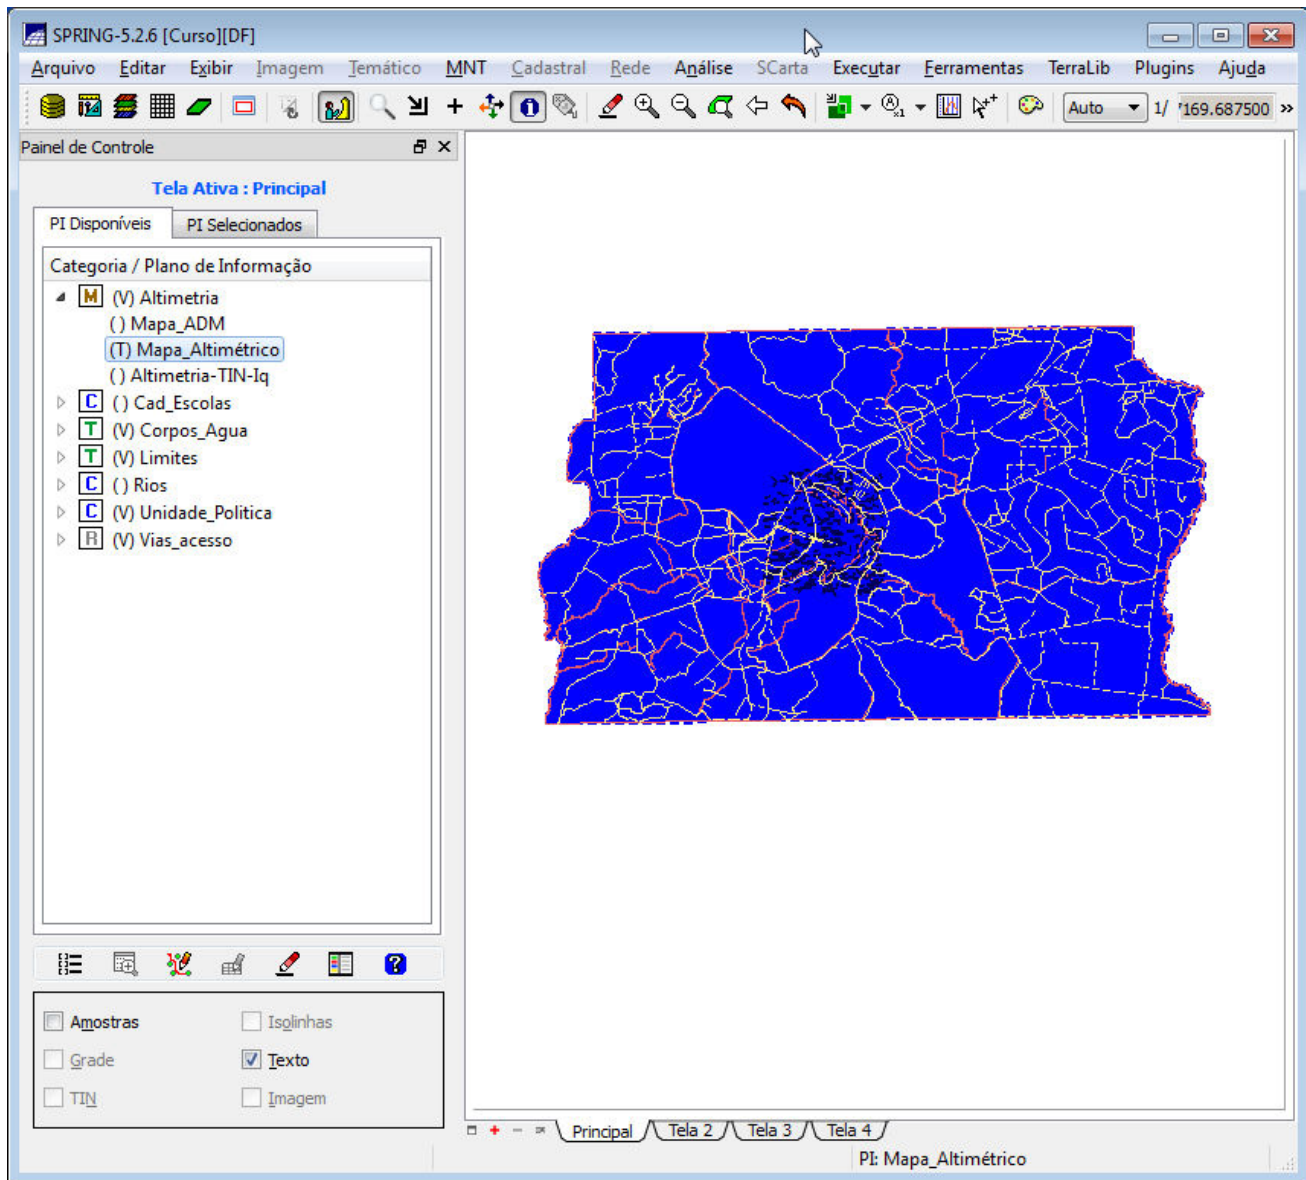 SPRING-5.2.6 [Curso][DF]
Arquivo Editar Exibir Imagem Temático MNT Cadastral Rede Análise SCarta Executar Ferramentas TerraLib Plugins Ajuda
Auto 1/ 169.687500 »
Painel de Controle
Tela Ativa : Principal
PI Disponíveis PI Selecionados
Categoria / Plano de Informação
M (V) Altimetria
( ) Mapa_ADM
(T) Mapa_Altimétrico
( ) Altimetria-TIN-Iq
C ( ) Cad_Escolas
T (V) Corpos_Agua
T (V) Limites
C ( ) Rios
C (V) Unidade_Politica
R (V) Vias_acesso
Amostras Isolinhas
Grade Texto
TIN Imagem
Principal Tela 2 Tela 3 Tela 4
PI: Mapa_Altimétrico